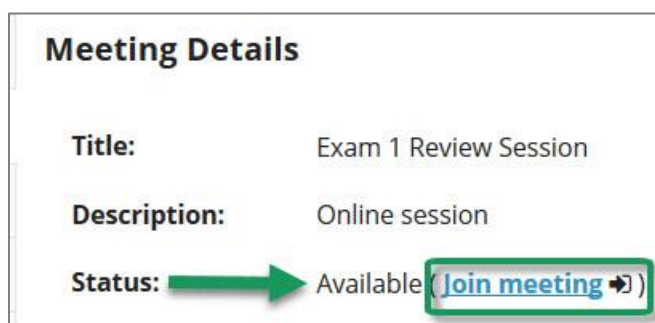 Meeting Details
Title: Exam 1 Review Session
Description: Online session
Status: Available (Join meeting )